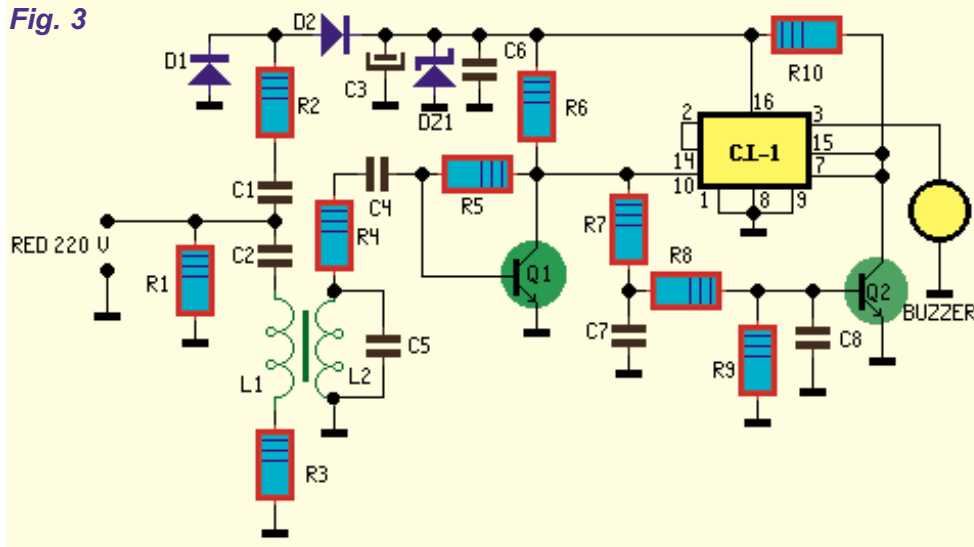 Fig. 3
D2
D1
C3
DZ1
C6
R2
R6
R10
16
2
3
C.I.-1
15
14
7
10
1
8
9
C1
C4
R5
R7
RED 220 V
R1
C2
R4
Q1
R8
Q2
BUZZER
L1
L2
C5
C7
R9
C8
R3